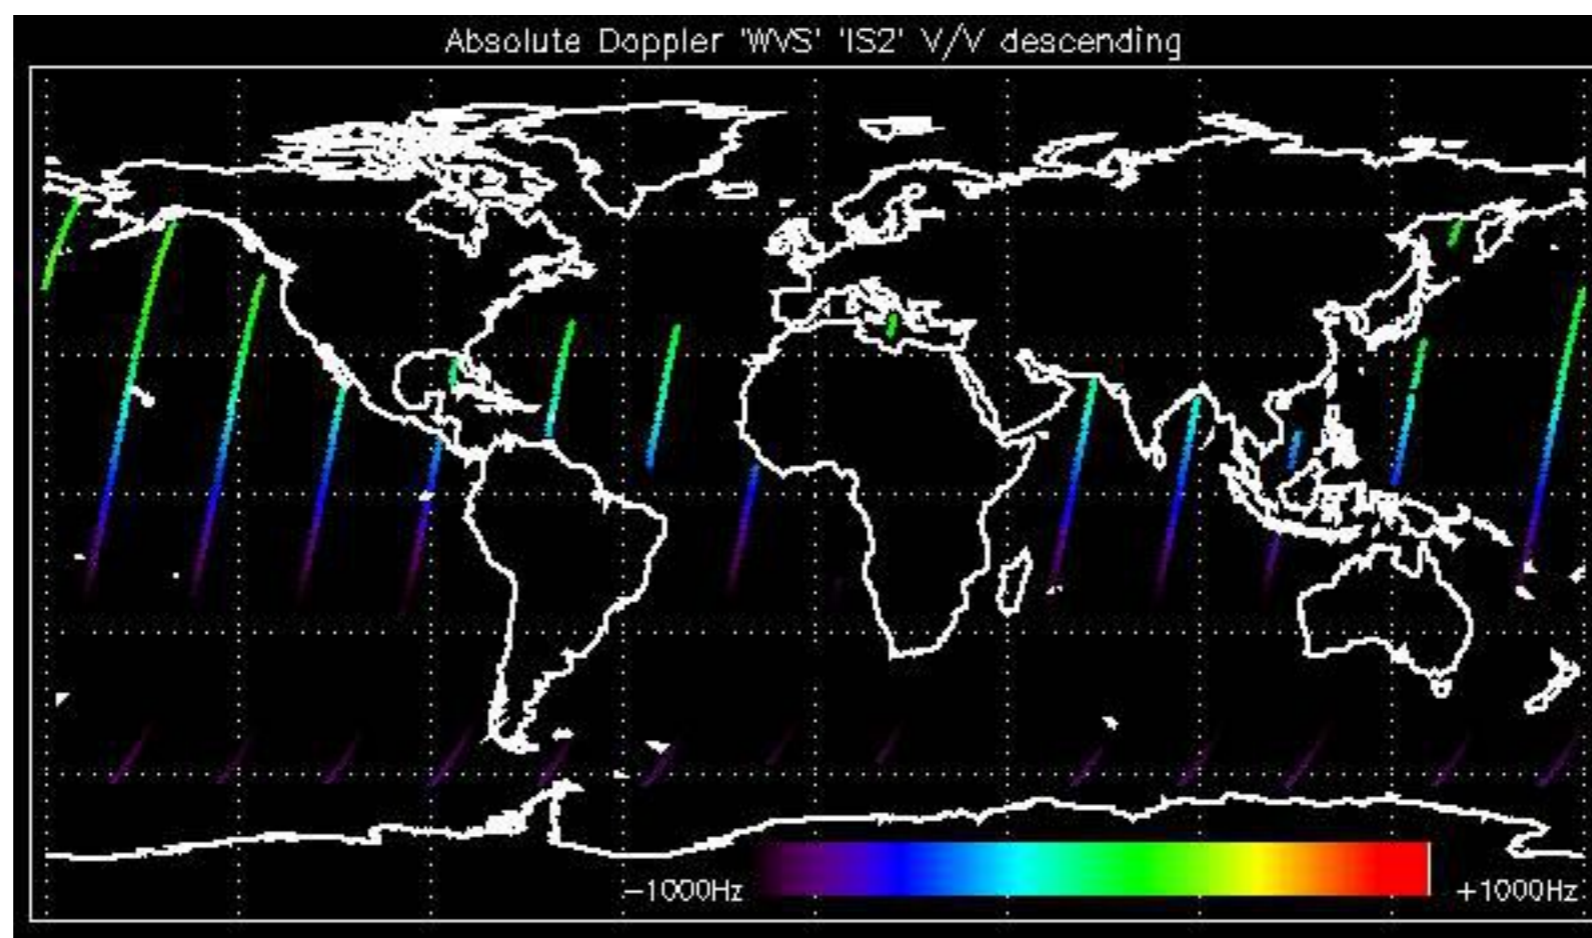 Absolute Doppler 'WVS' 'IS2' V/V descending
−1000Hz
+1000Hz